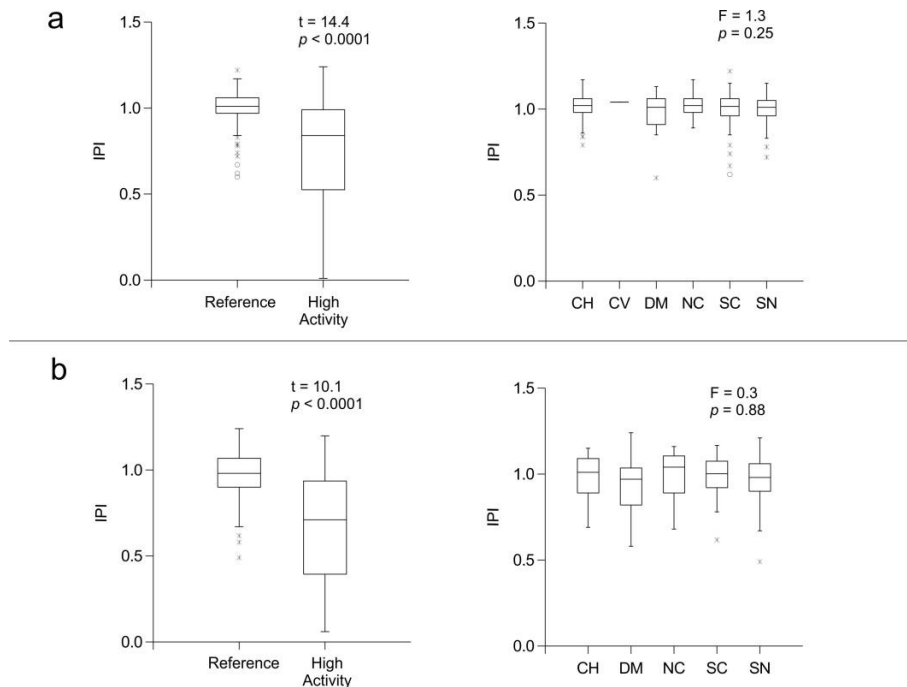 a
t = 14.4
p < 0.0001
1.5
1.0
0.5
0.0
IPI
Reference
High
Activity
F = 1.3
p = 0.25
1.5
1.0
0.5
0.0
IPI
CH CV DM NC SC SN
b
t = 10.1
p < 0.0001
1.5
1.0
0.5
0.0
IPI
Reference
High
Activity
F = 0.3
p = 0.88
1.5
1.0
0.5
0.0
IPI
CH DM NC SC SN